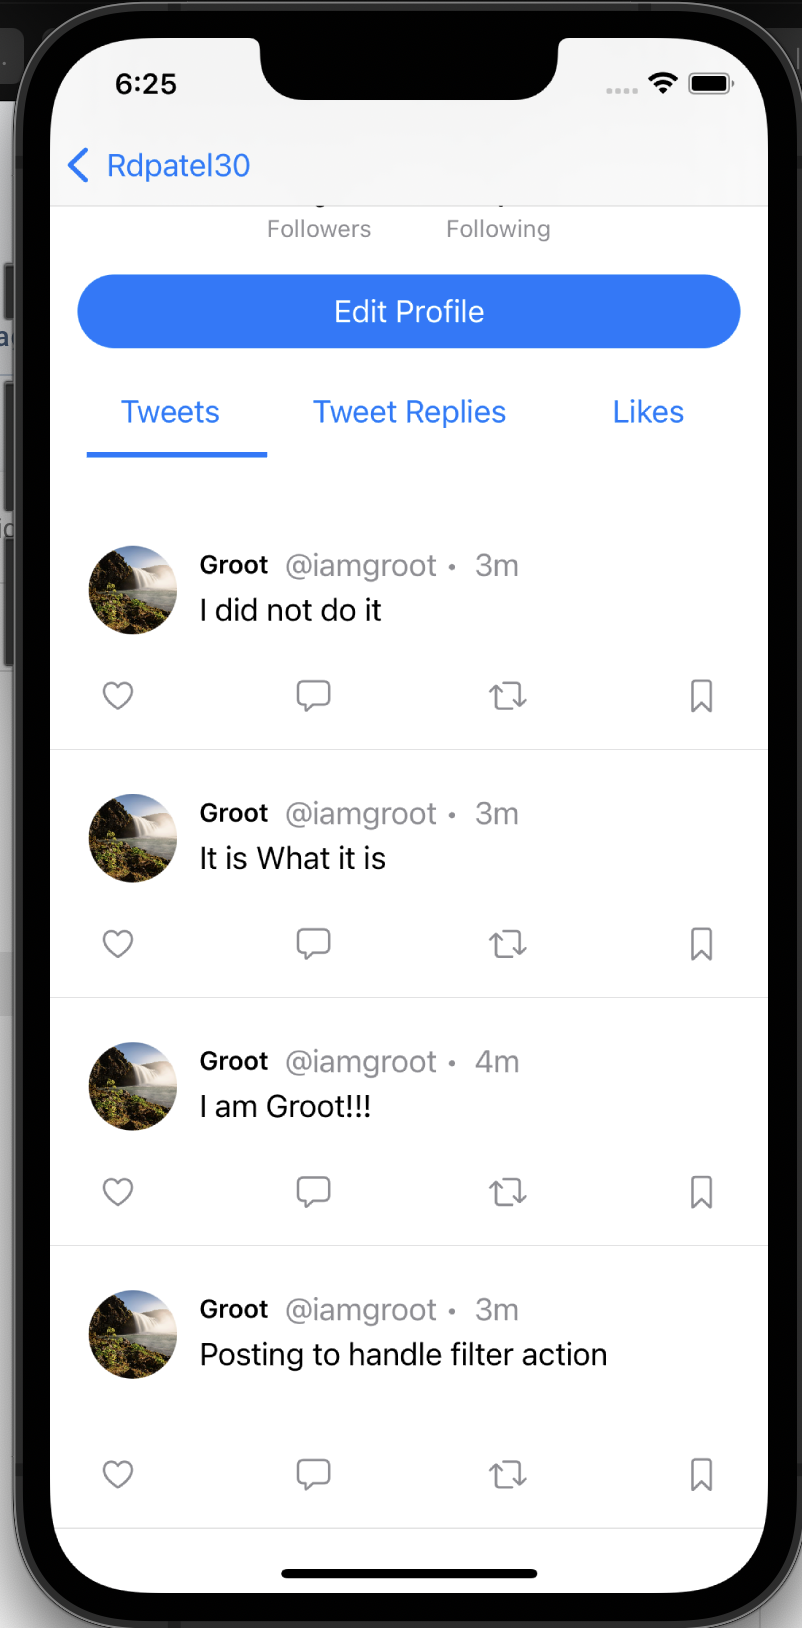 6:25
Rdpatel30
Followers Following
Edit Profile
Tweets Tweet Replies Likes
Groot @iamgroot • 3m
I did not do it
Groot @iamgroot • 3m
It is What it is
Groot @iamgroot • 4m
I am Groot!!!
Groot @iamgroot • 3m
Posting to handle filter action